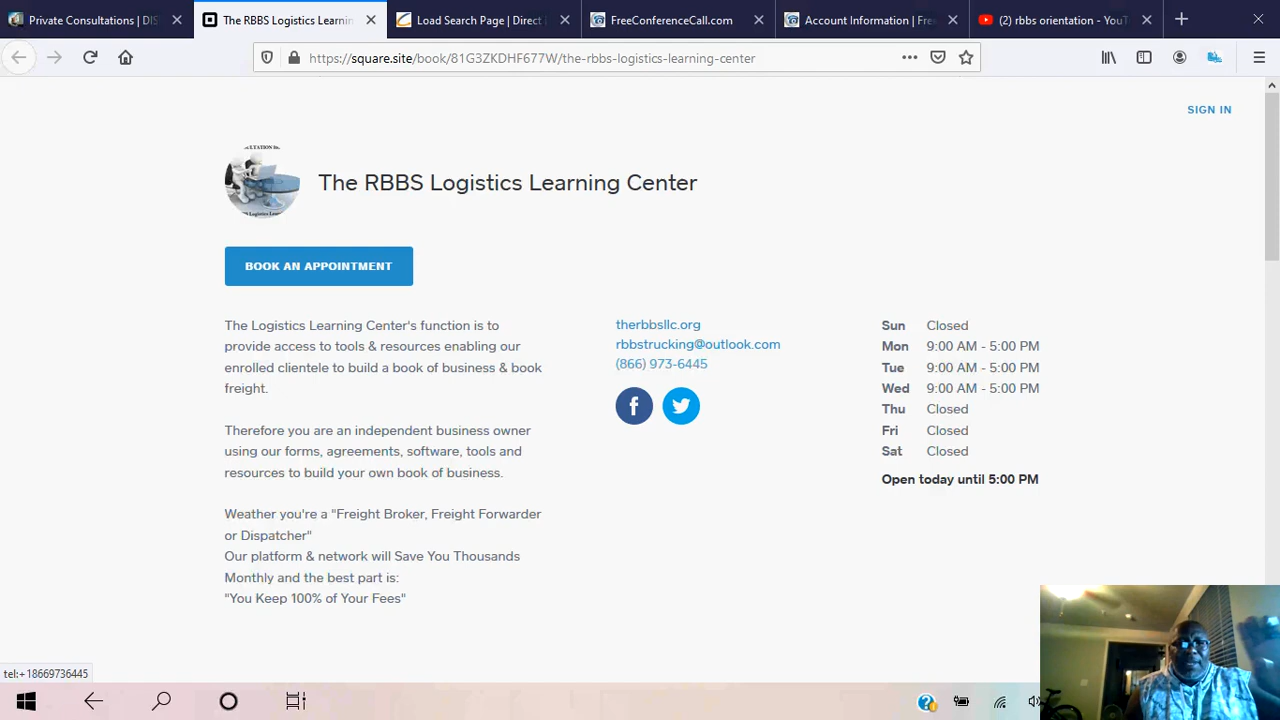 Private Consultations | DIS
The RBBS Logistics Learnin
Load Search Page | Direct
FreeConferenceCall.com
Account Information | Fre
(2) rbbs orientation - YouT
https://square.site/book/81G3ZKDHF677W/the-rbbs-logistics-learning-center
SIGN IN
The RBBS Logistics Learning Center
BOOK AN APPOINTMENT
The Logistics Learning Center's function is to
provide access to tools & resources enabling our
enrolled clientele to build a book of business & book
freight.
Therefore you are an independent business owner
using our forms, agreements, software, tools and
resources to build your own book of business.
Weather you're a "Freight Broker, Freight Forwarder
or Dispatcher"
Our platform & network will Save You Thousands
Monthly and the best part is:
"You Keep 100% of Your Fees"
therbbsllc.org
rbbstrucking@outlook.com
(866) 973-6445
Sun Closed
Mon 9:00 AM - 5:00 PM
Tue 9:00 AM - 5:00 PM
Wed 9:00 AM - 5:00 PM
Thu Closed
Fri Closed
Sat Closed
Open today until 5:00 PM
tel:+18669736445